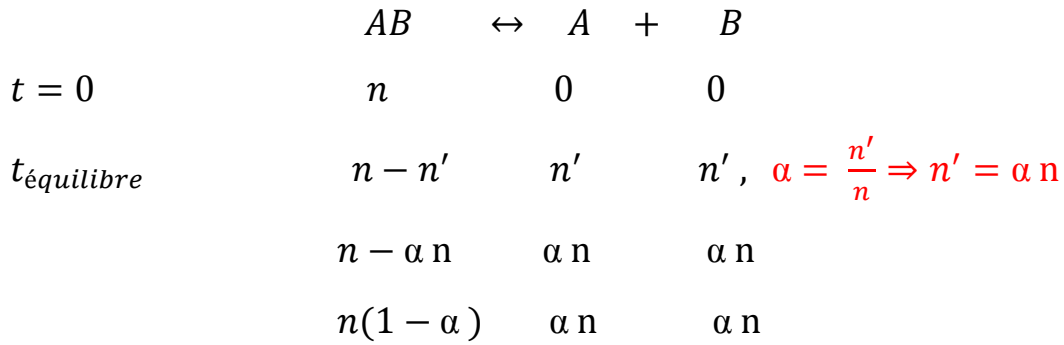 AB ↔ A + B
t = 0 n 0 0
t_équilibre n − n′ n′ n′ , α = n′/n ⇒ n′ = α n
n − α n α n α n
n(1 − α ) α n α n